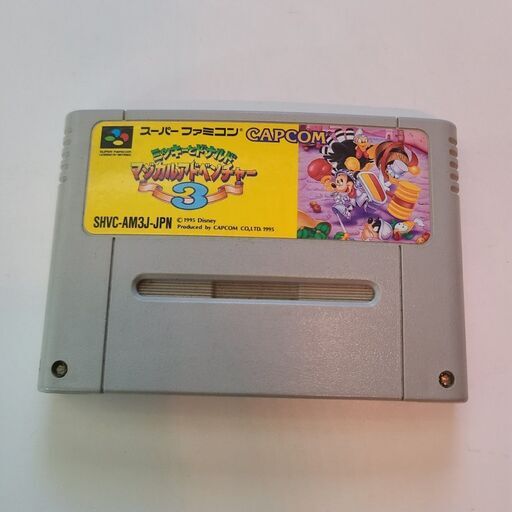 スーパーファミコン CAPCOM
ミッキーとドナルド
マジカルアドベンチャー
3
SHVC-AM3J-JPN
© 1995 Disney
Produced by CAPCOM CO.,LTD. 1995